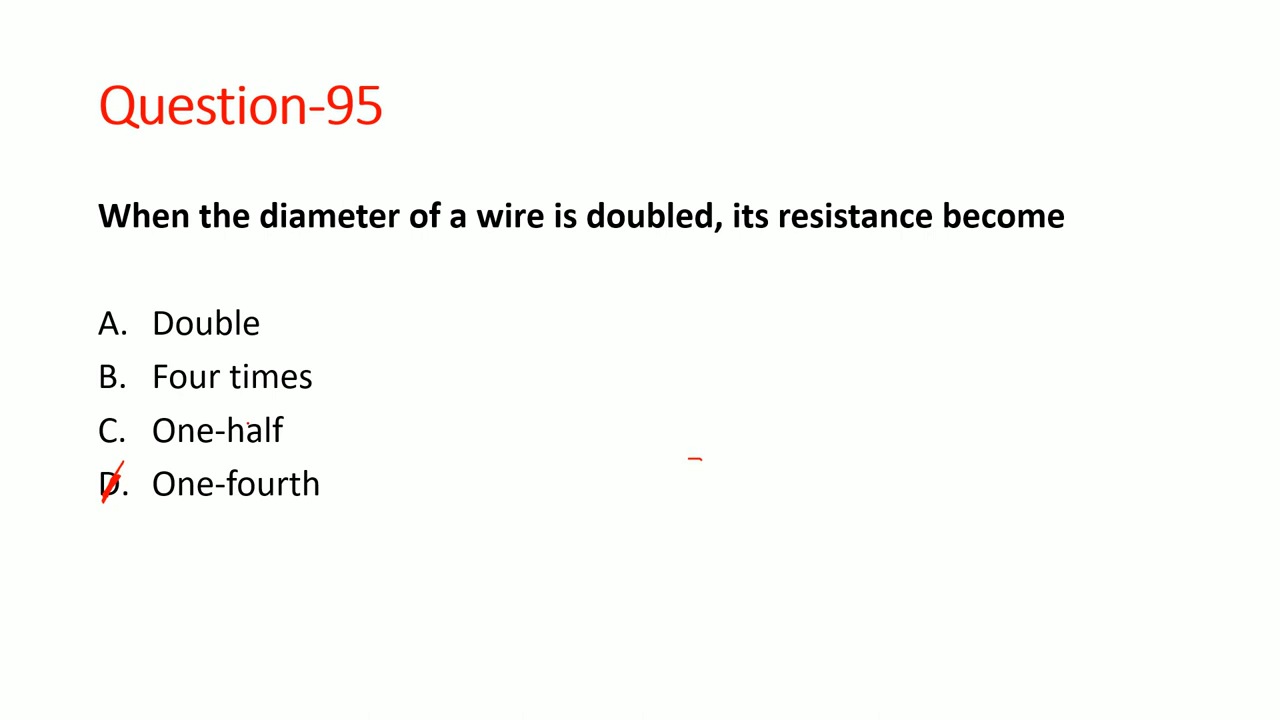 Question-95
When the diameter of a wire is doubled, its resistance become
A. Double
B. Four times
C. One-half
D. One-fourth